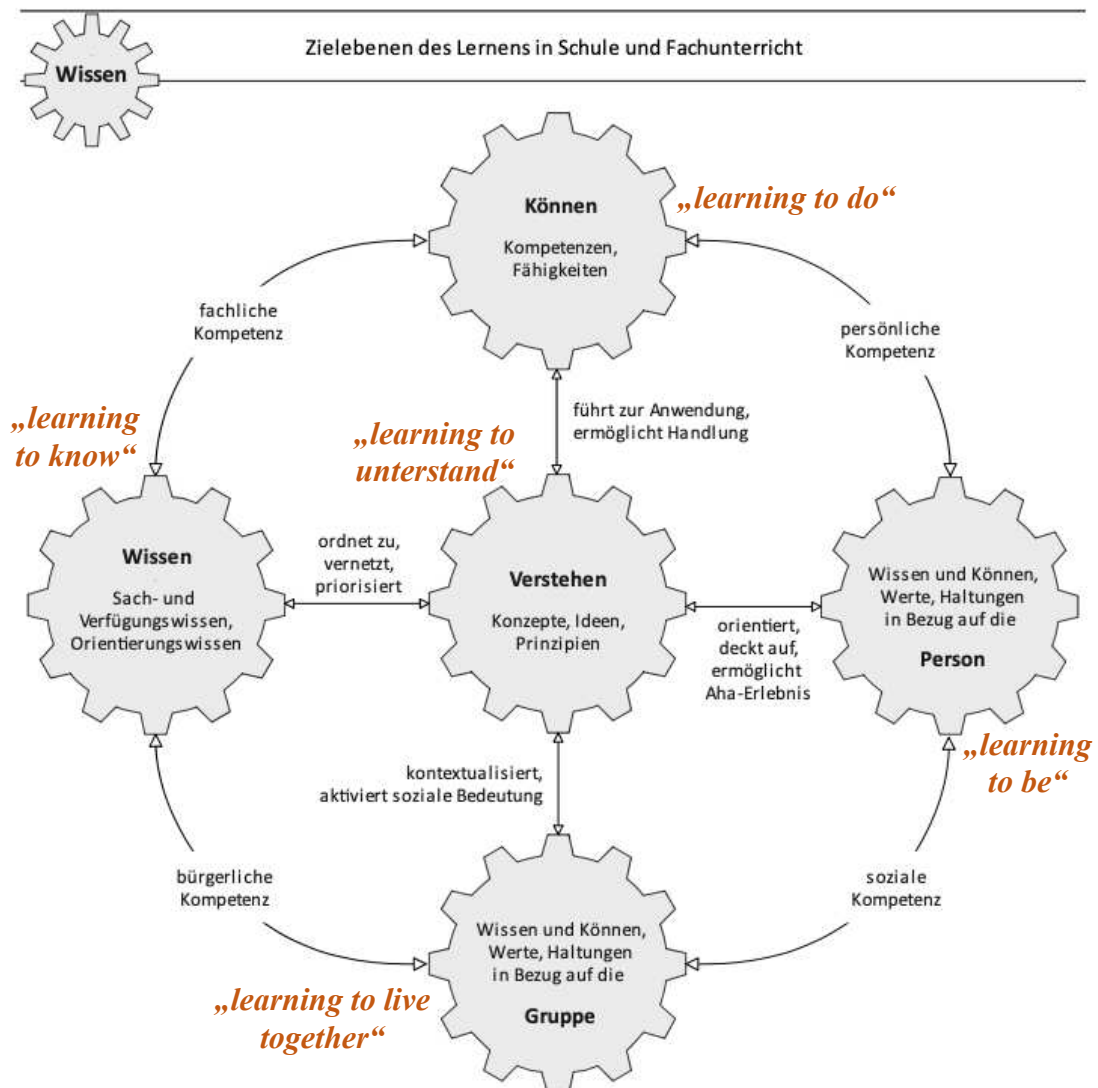 Zielebenen des Lernens in Schule und Fachunterricht
Wissen
Können
Kompetenzen,
Fähigkeiten
„learning to do“
fachliche
Kompetenz
persönliche
Kompetenz
„learning
to know“
„learning to
unterstand“
führt zur Anwendung,
ermöglicht Handlung
Wissen
Sach- und
Verfügungswissen,
Orientierungswissen
ordnet zu,
vernetzt,
priorisiert
Verstehen
Konzepte, Ideen,
Prinzipien
orientiert,
deckt auf,
ermöglicht
Aha-Erlebnis
Wissen und Können,
Werte, Haltungen
in Bezug auf die
Person
„learning
to be“
kontextualisiert,
aktiviert soziale Bedeutung
bürgerliche
Kompetenz
soziale
Kompetenz
Wissen und Können,
Werte, Haltungen
in Bezug auf die
Gruppe
„learning to live
together“